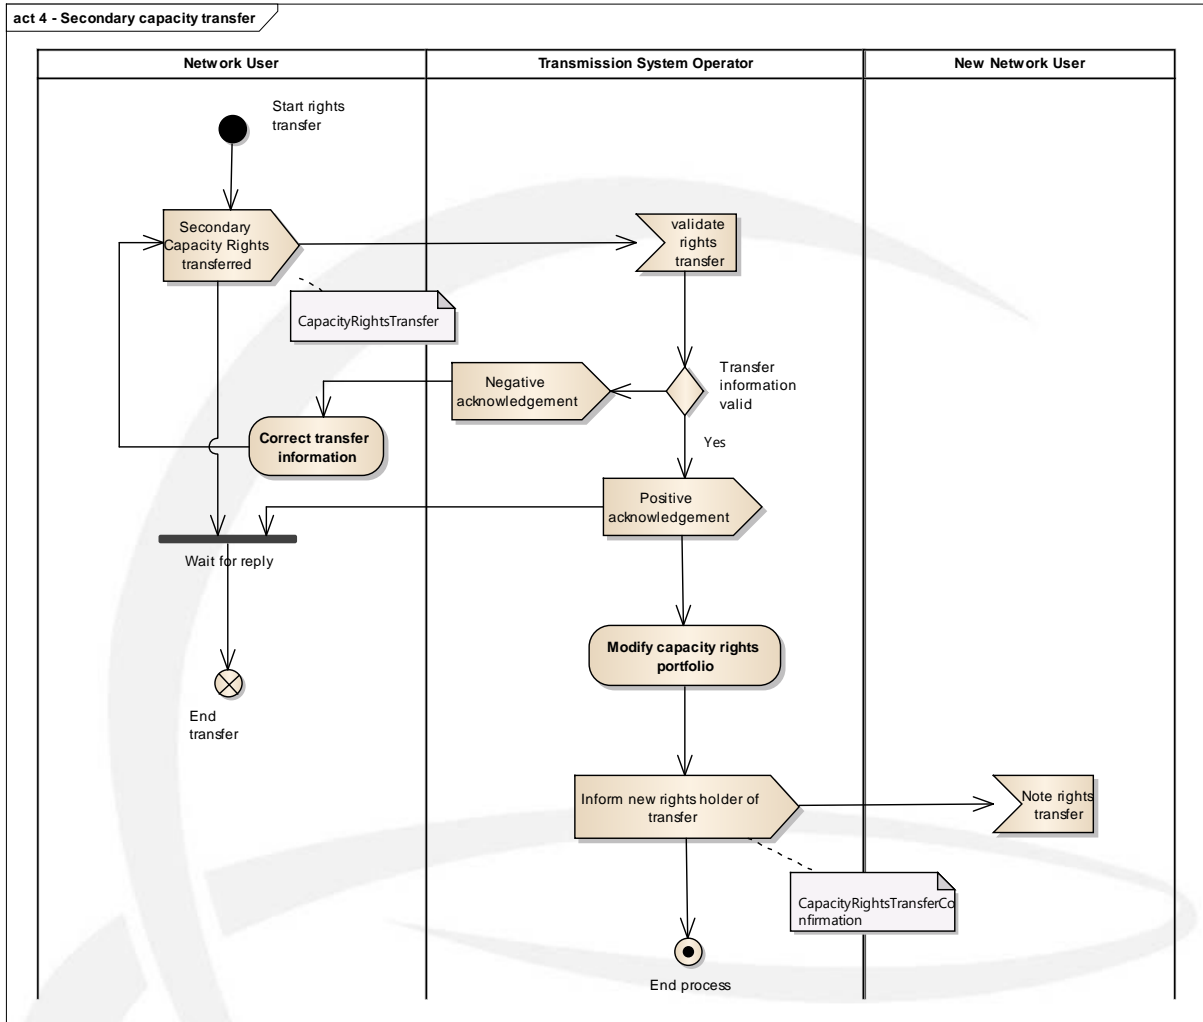 act 4 - Secondary capacity transfer
Network User
Transmission System Operator
New Network User
Start rights
transfer
Secondary
Capacity Rights
transferred
validate
rights
transfer
CapacityRightsTransfer
Transfer
information
valid
Negative
acknowledgement
Correct transfer
information
Yes
Positive
acknowledgement
Wait for reply
Modify capacity rights
portfolio
End
transfer
Inform new rights holder of
transfer
Note rights
transfer
CapacityRightsTransferCo
nfirmation
End process